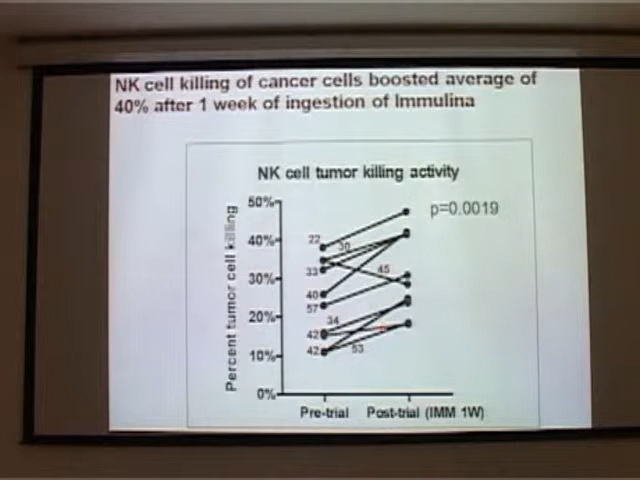 NK cell killing of cancer cells boosted average of
40% after 1 week of ingestion of Immulina
NK cell tumor killing activity
Percent tumor cell killing
50%
40%
30%
20%
10%
0%
p=0.0019
22
30
33
45
40
57
34
42
42
53
Pre-trial Post-trial (IMM 1W)